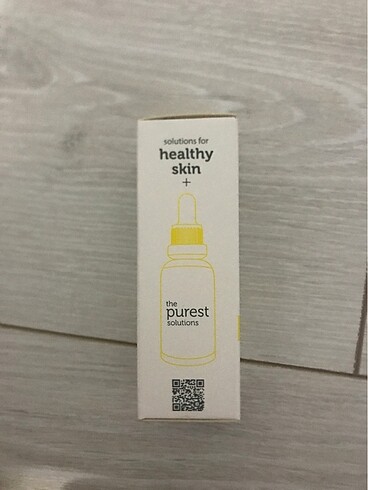 solutions for
healthy
skin
+
the
purest
solutions